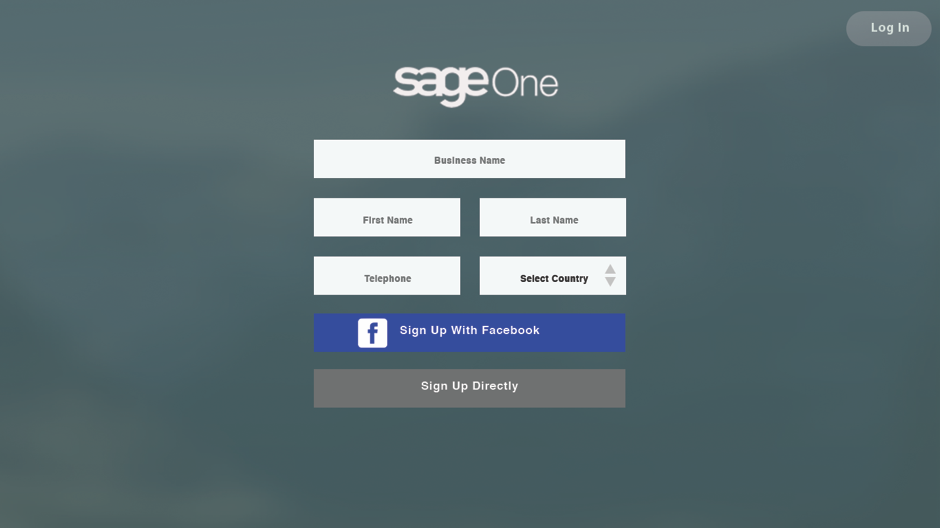 Log In
sage One
Business Name
First Name
Last Name
Telephone
Select Country
f Sign Up With Facebook
Sign Up Directly